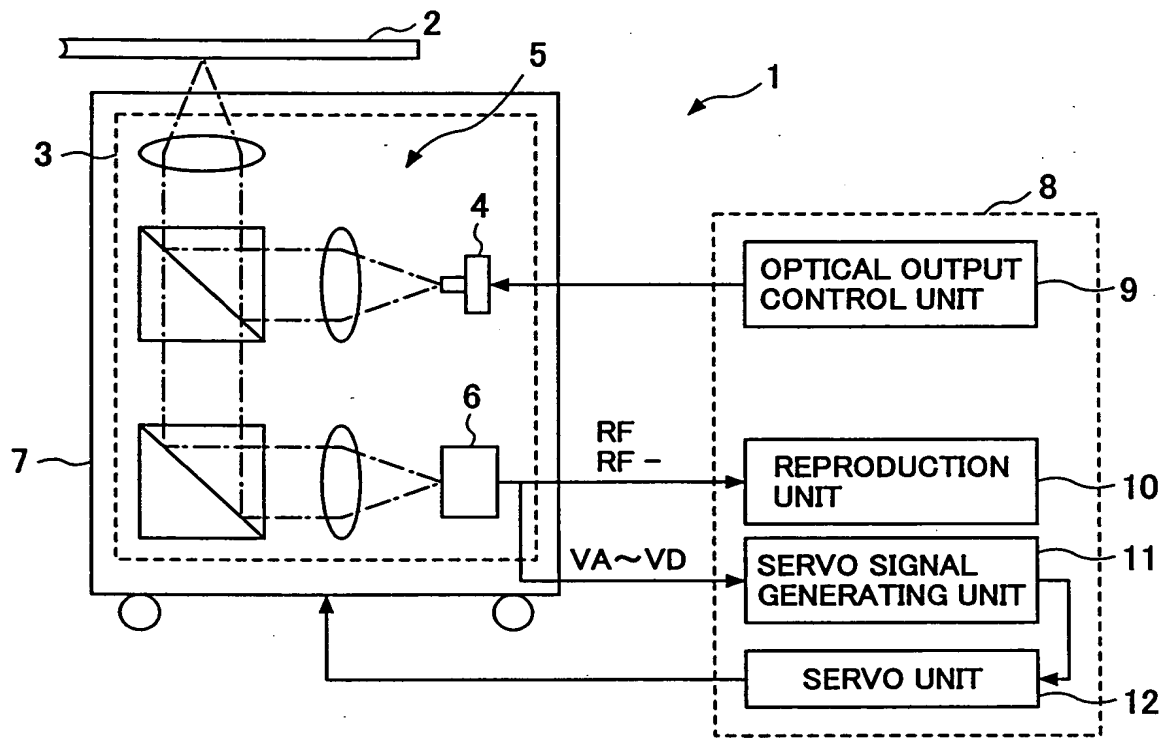 2
1
5
3
8
4
OPTICAL OUTPUT
CONTROL UNIT
9
6
RF
RF −
7
REPRODUCTION
UNIT
10
VA～VD
SERVO SIGNAL
GENERATING UNIT
11
SERVO UNIT
12